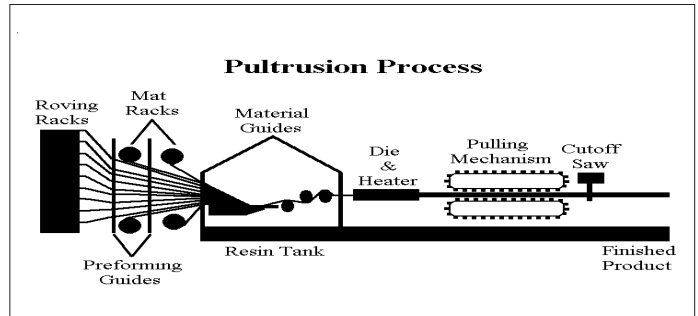 Pultrusion Process
Roving
Racks
Mat
Racks
Material
Guides
Die
&
Heater
Pulling
Mechanism
Cutoff
Saw
Preforming
Guides
Resin Tank
Finished
Product